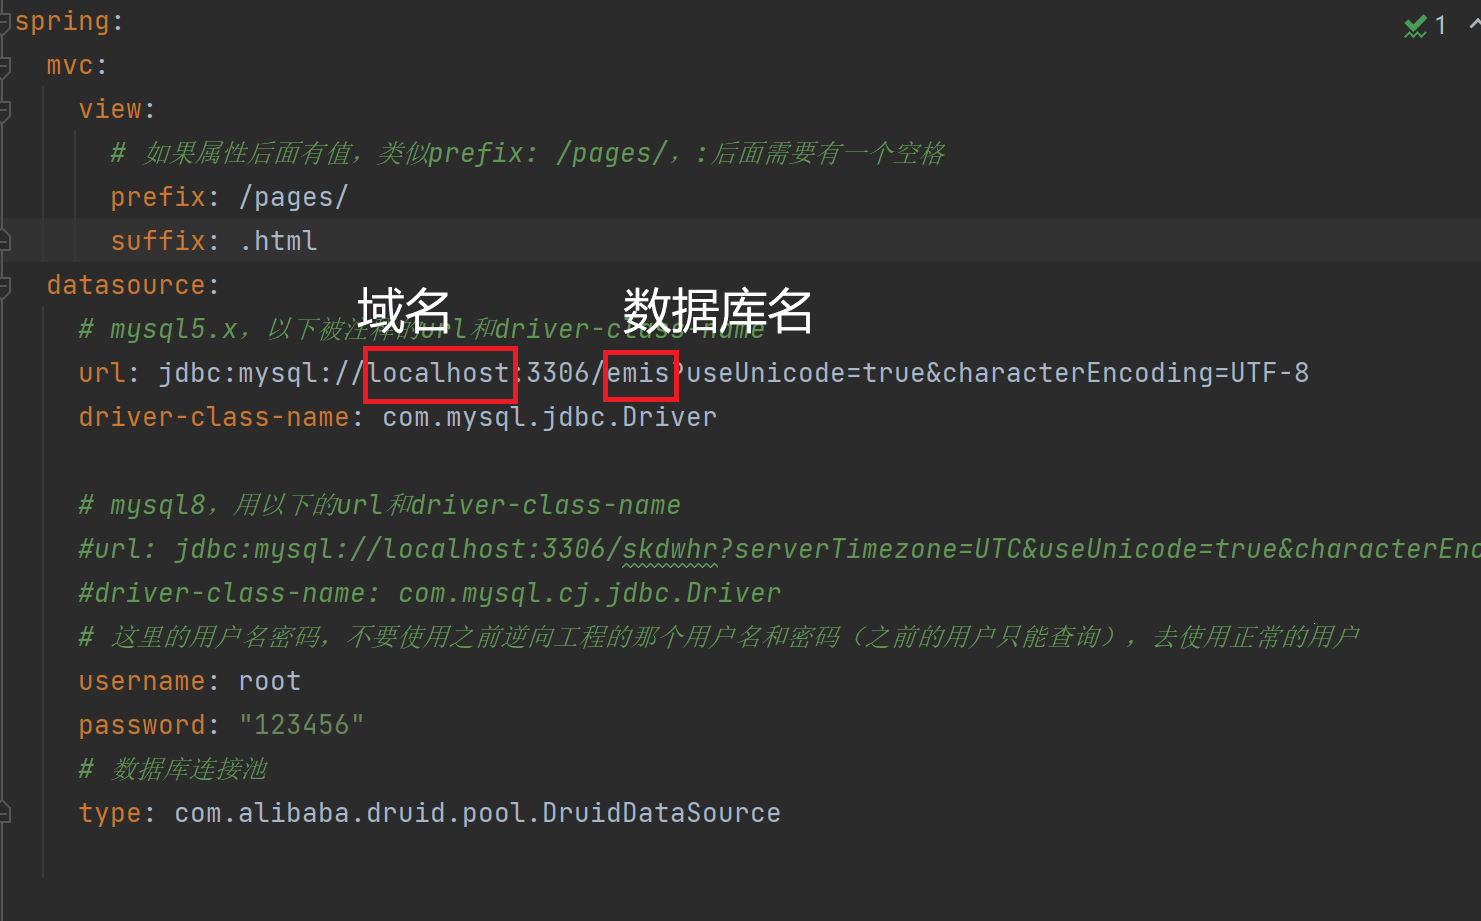 spring:
1
mvc:
view:
# 如果属性后面有值，类似prefix: /pages/，:后面需要有一个空格
prefix: /pages/
suffix: .html
datasource:
域名 数据库名
# mysql5.x，以下被注释的url和driver-class-name
url: jdbc:mysql://localhost:3306/emis?useUnicode=true&characterEncoding=UTF-8
driver-class-name: com.mysql.jdbc.Driver
# mysql8，用以下的url和driver-class-name
#url: jdbc:mysql://localhost:3306/skdwhr?serverTimezone=UTC&useUnicode=true&characterEnc
#driver-class-name: com.mysql.cj.jdbc.Driver
# 这里的用户名密码，不要使用之前逆向工程的那个用户名和密码（之前的用户只能查询），去使用正常的用户
username: root
password: "123456"
# 数据库连接池
type: com.alibaba.druid.pool.DruidDataSource